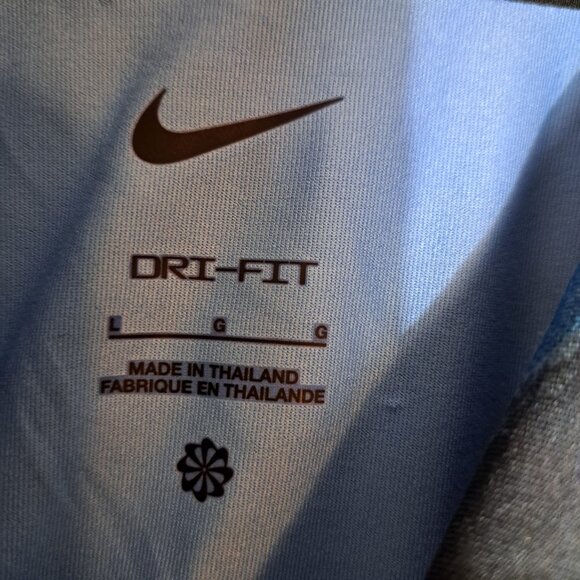 DRI-FIT
L G G
MADE IN THAILAND
FABRIQUE EN THAILANDE